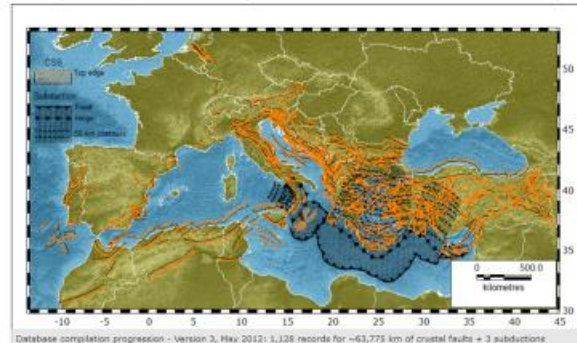 CSS
Top edge
Subduction
Front
Hinge
50 km contours
50
45
40
35
30
0 500.0
kilometres
-10 -5 0 5 10 15 20 25 30 35 40 45
Database compilation progression - Version 3, May 2012: 1,128 records for ~63,775 km of crustal faults + 3 subductions